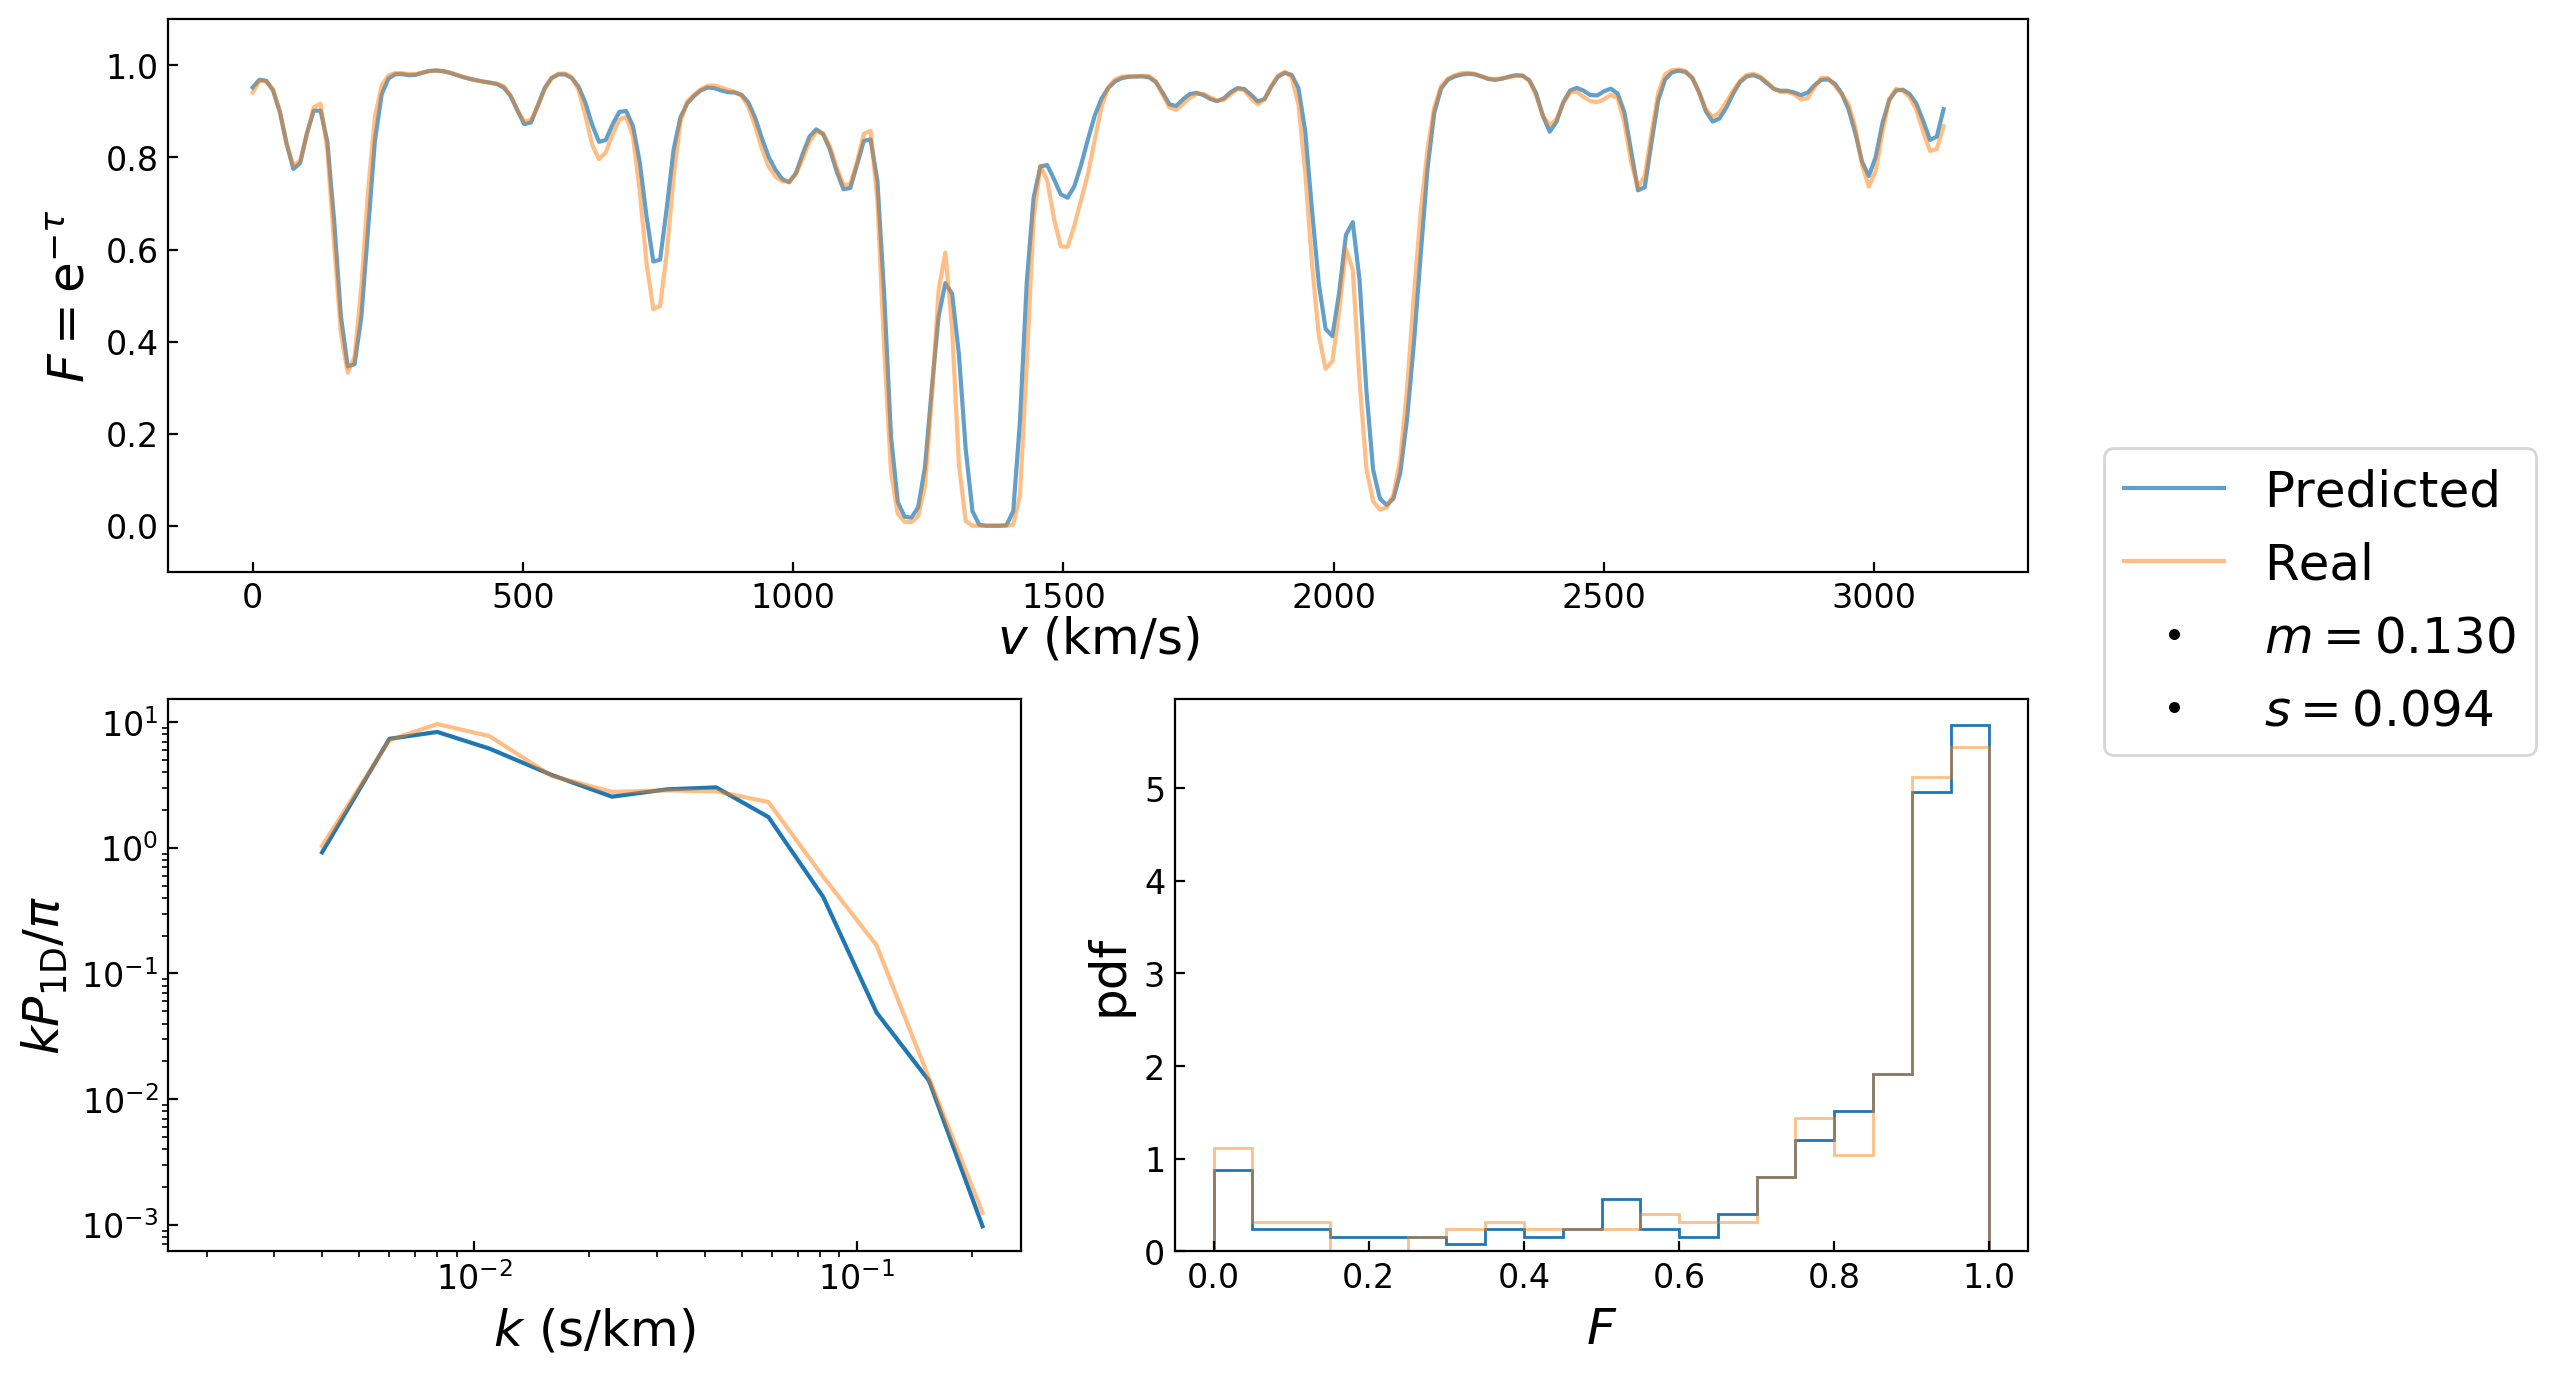 F = e^{−τ}
1.0
0.8
0.6
0.4
0.2
0.0
0 500 1000 1500 2000 2500 3000
v (km/s)
Predicted
Real
m = 0.130
s = 0.094
kP_{1D}/π
10^1
10^0
10^{−1}
10^{−2}
10^{−3}
10^{−2} 10^{−1}
k (s/km)
pdf
5
4
3
2
1
0
0.0 0.2 0.4 0.6 0.8 1.0
F